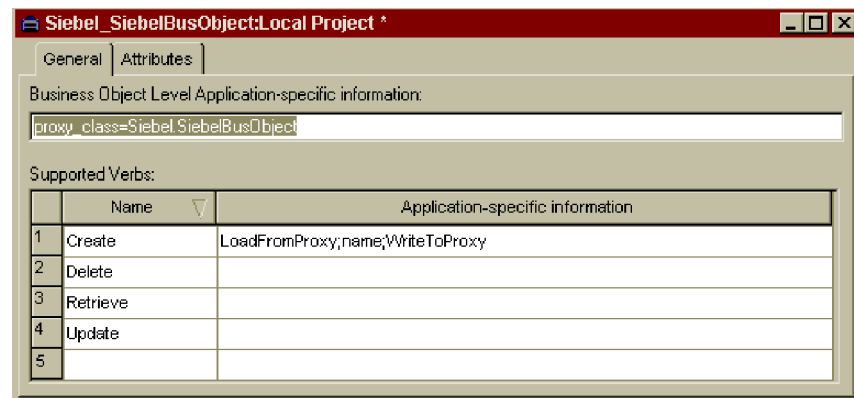 Siebel_SiebelBusObject:Local Project *
General Attributes
Business Object Level Application-specific information:
proxy_class=Siebel.SiebelBusObject
Supported Verbs:
Name Application-specific information
1 Create LoadFromProxy;name;WriteToProxy
2 Delete
3 Retrieve
4 Update
5